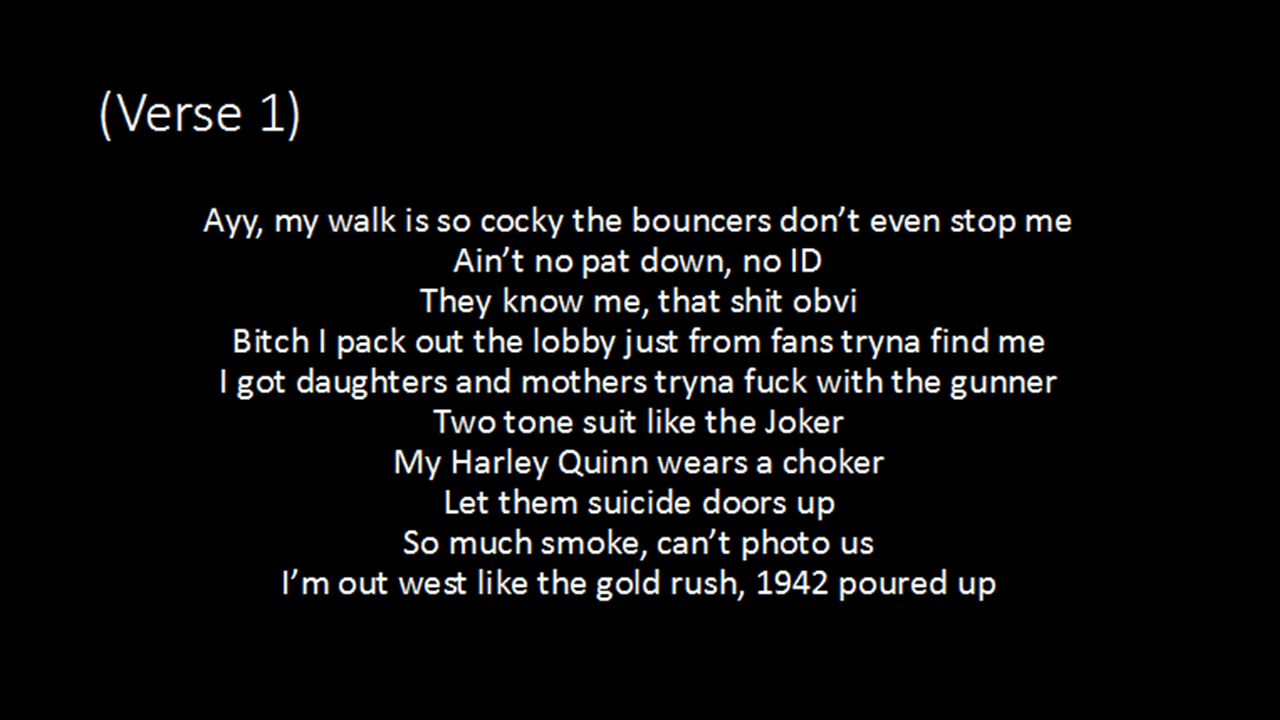 (Verse 1)
Ayy, my walk is so cocky the bouncers don’t even stop me
Ain’t no pat down, no ID
They know me, that shit obvi
Bitch I pack out the lobby just from fans tryna find me
I got daughters and mothers tryna fuck with the gunner
Two tone suit like the Joker
My Harley Quinn wears a choker
Let them suicide doors up
So much smoke, can’t photo us
I’m out west like the gold rush, 1942 poured up